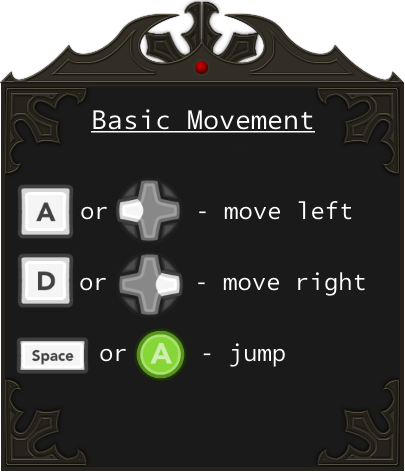 Basic Movement
A or - move left
D or - move right
Space or A - jump